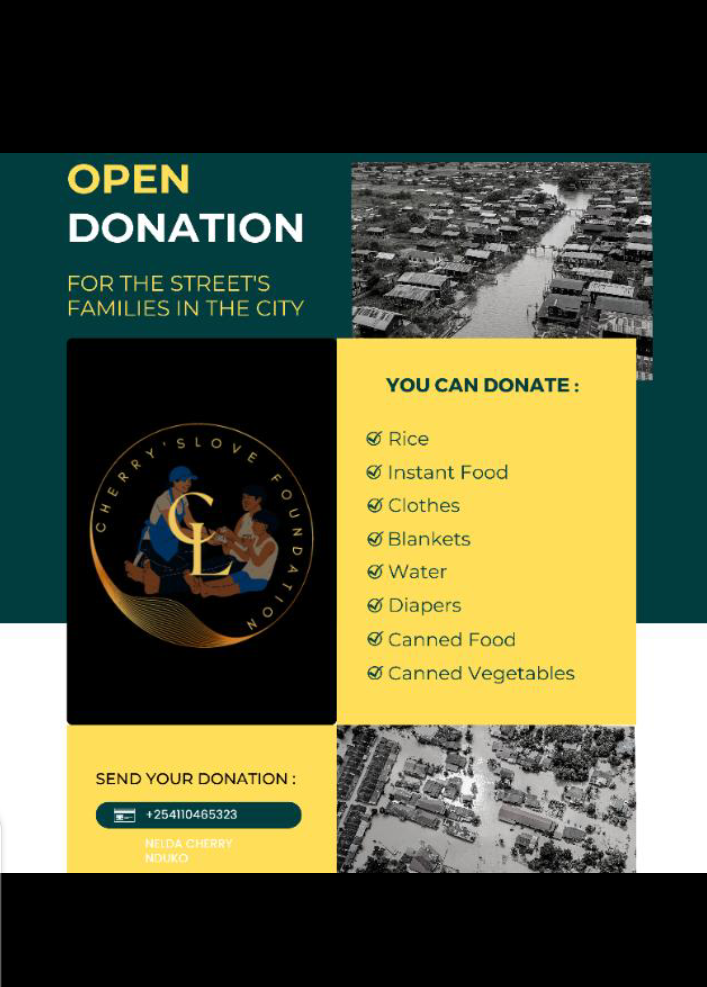 OPEN
DONATION
FOR THE STREET'S
FAMILIES IN THE CITY
CHERRY'SLOVE FOUNDATION
CL
YOU CAN DONATE :
Rice
Instant Food
Clothes
Blankets
Water
Diapers
Canned Food
Canned Vegetables
SEND YOUR DONATION :
+254110465323
NELDA CHERRY
NDUKO